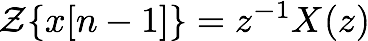 𝒵{x[n − 1]} = z⁻¹X(z)